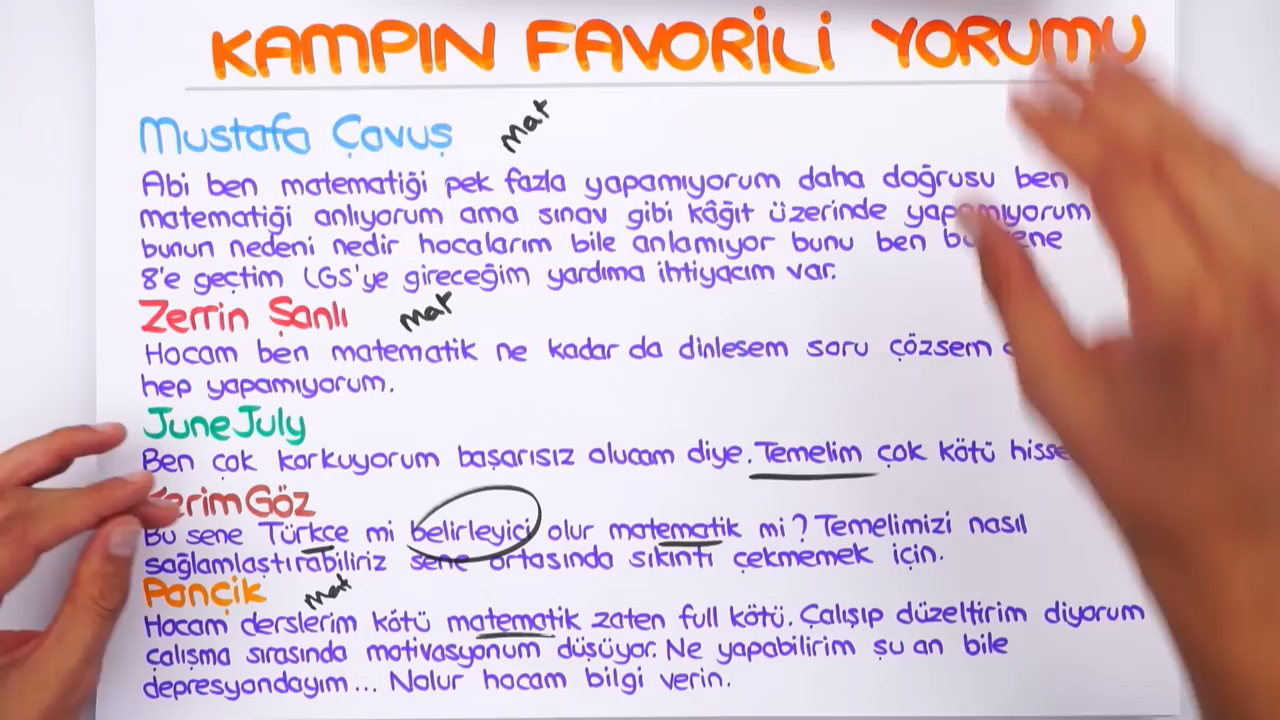 KAMPIN FAVORİLİ YORUMU
Mustafa Çavuş mat
Abi ben matematiği pek fazla yapamıyorum daha doğrusu ben
matematiği anlıyorum ama sınav gibi kâğıt üzerinde yapamıyorum
bunun nedeni nedir hocalarım bile anlamıyor bunu ben bu sene
8'e geçtim LGS'ye gireceğim yardıma ihtiyacım var.
Zerrin Şanlı mat
Hocam ben matematik ne kadar da dinlesem soru çözsem
hep yapamıyorum.
JuneJuly
Ben çok korkuyorum başarısız olucam diye. Temelim çok kötü
KerimGöz
Bu sene Türkçe mi belirleyici olur matematik mi? Temelimizi nasıl
sağlamlaştırabiliriz sene ortasında sıkıntı çekmemek için.
Pançik mat
Hocam derslerim kötü matematik zaten full kötü. Çalışıp düzeltirim diyorum
çalışma sırasında motivasyonum düşüyor. Ne yapabilirim şu an bile
depresyondayım... Nolur hocam bilgi verin.